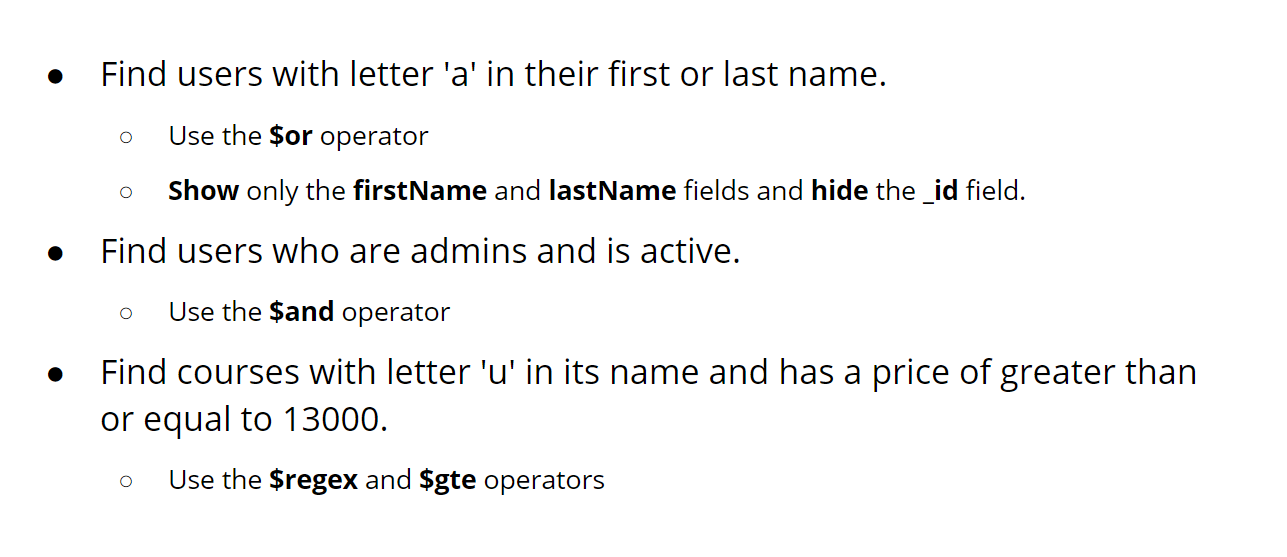 ● Find users with letter 'a' in their first or last name.
○ Use the $or operator
○ Show only the firstName and lastName fields and hide the _id field.
● Find users who are admins and is active.
○ Use the $and operator
● Find courses with letter 'u' in its name and has a price of greater than
or equal to 13000.
○ Use the $regex and $gte operators